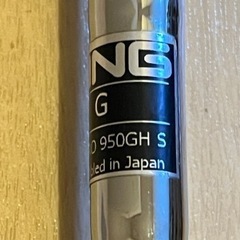 NG
G
O 950GH S
led in Japan